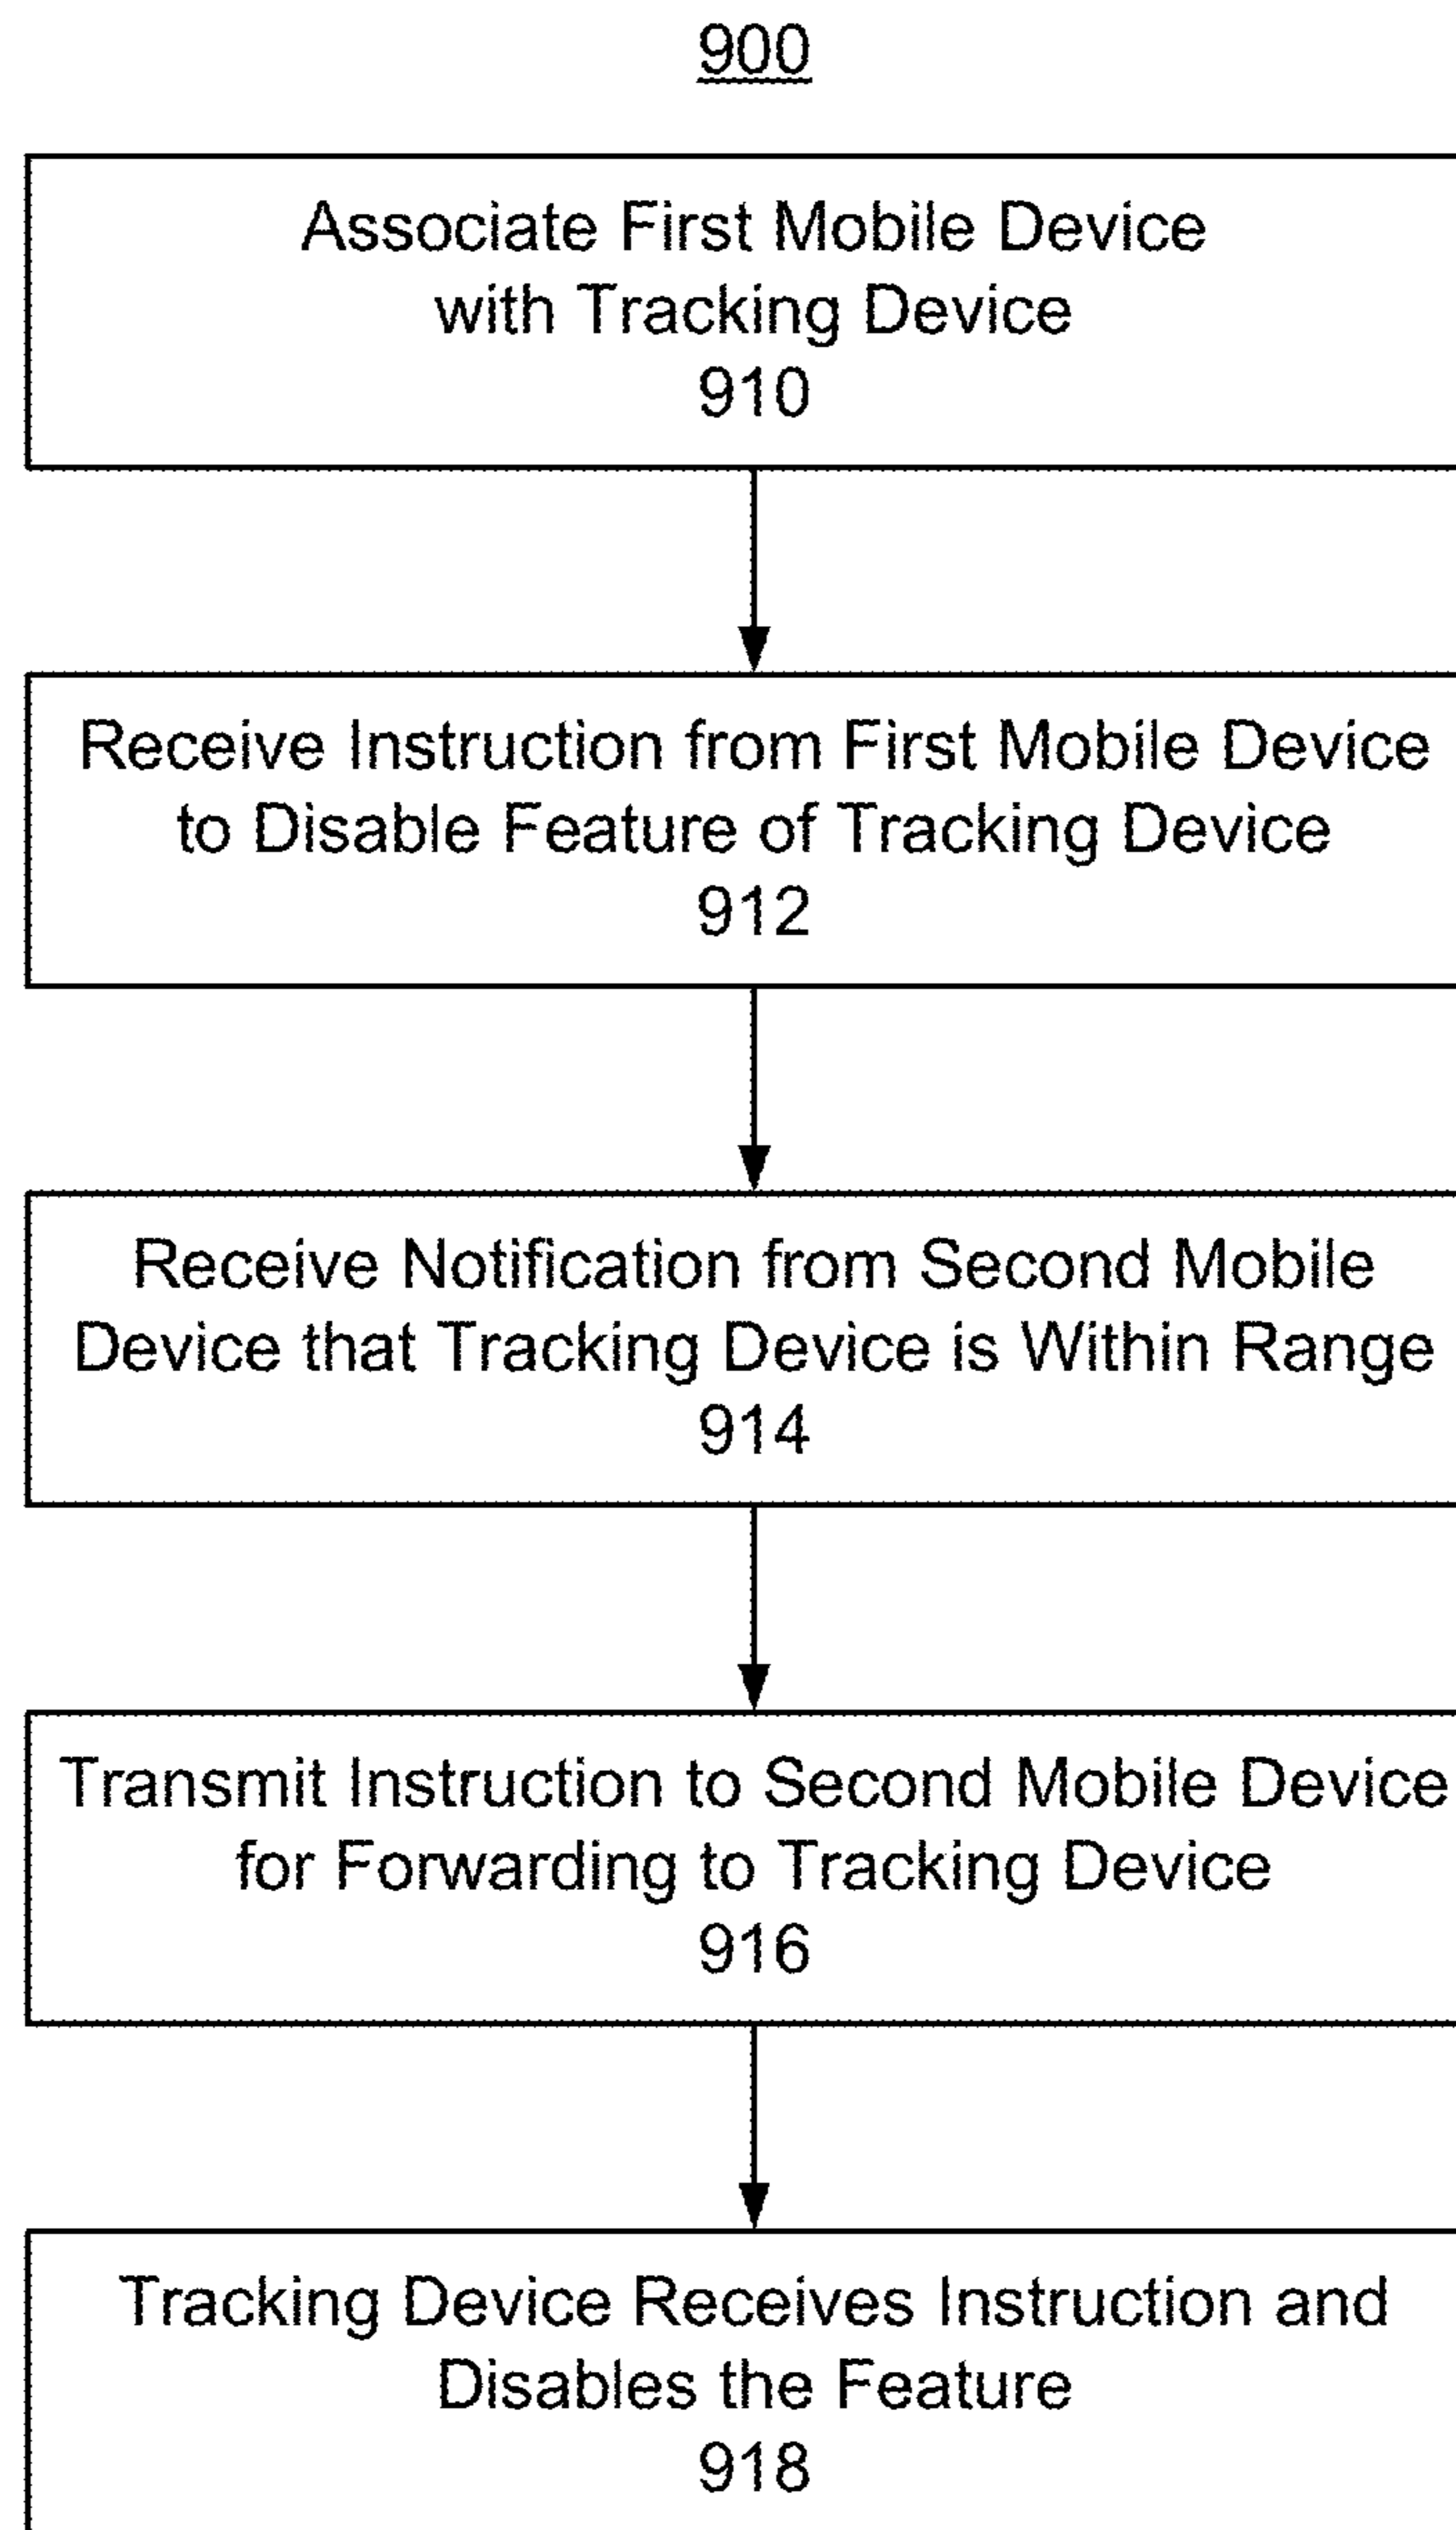 900
Associate First Mobile Device
with Tracking Device
910
Receive Instruction from First Mobile Device
to Disable Feature of Tracking Device
912
Receive Notification from Second Mobile
Device that Tracking Device is Within Range
914
Transmit Instruction to Second Mobile Device
for Forwarding to Tracking Device
916
Tracking Device Receives Instruction and
Disables the Feature
918